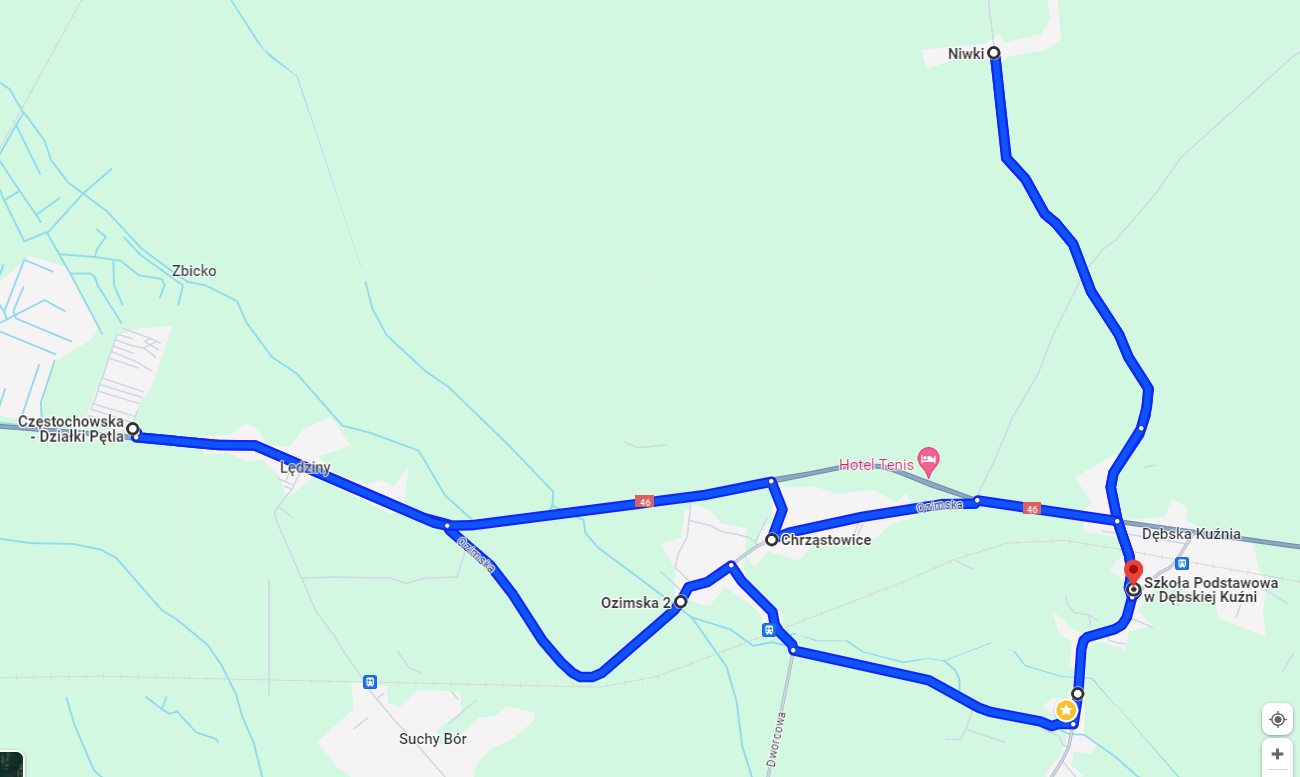 Niwki
Zbicko
Częstochowska
- Działki Pętla
Lędziny
Hotel Tenis
46
Ozimska
46
Ozimska
Chrząstowice
Dębska Kuźnia
Szkoła Podstawowa
w Dębskiej Kuźni
Ozimska 2
Suchy Bór
Dworcowa